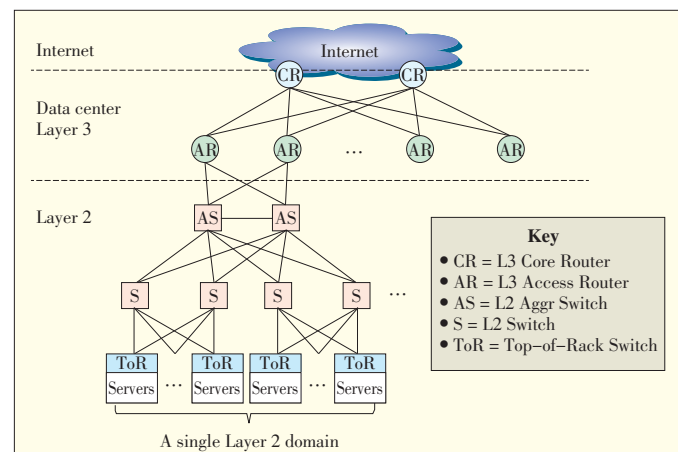 Internet
Internet
CR
CR
Data center
Layer 3
AR
AR
...
AR
AR
Layer 2
AS
AS
Key
• CR = L3 Core Router
• AR = L3 Access Router
• AS = L2 Aggr Switch
• S = L2 Switch
• ToR = Top–of–Rack Switch
S
S
S
S
...
ToR
ToR
ToR
ToR
Servers
...
Servers
Servers
...
Servers
A single Layer 2 domain